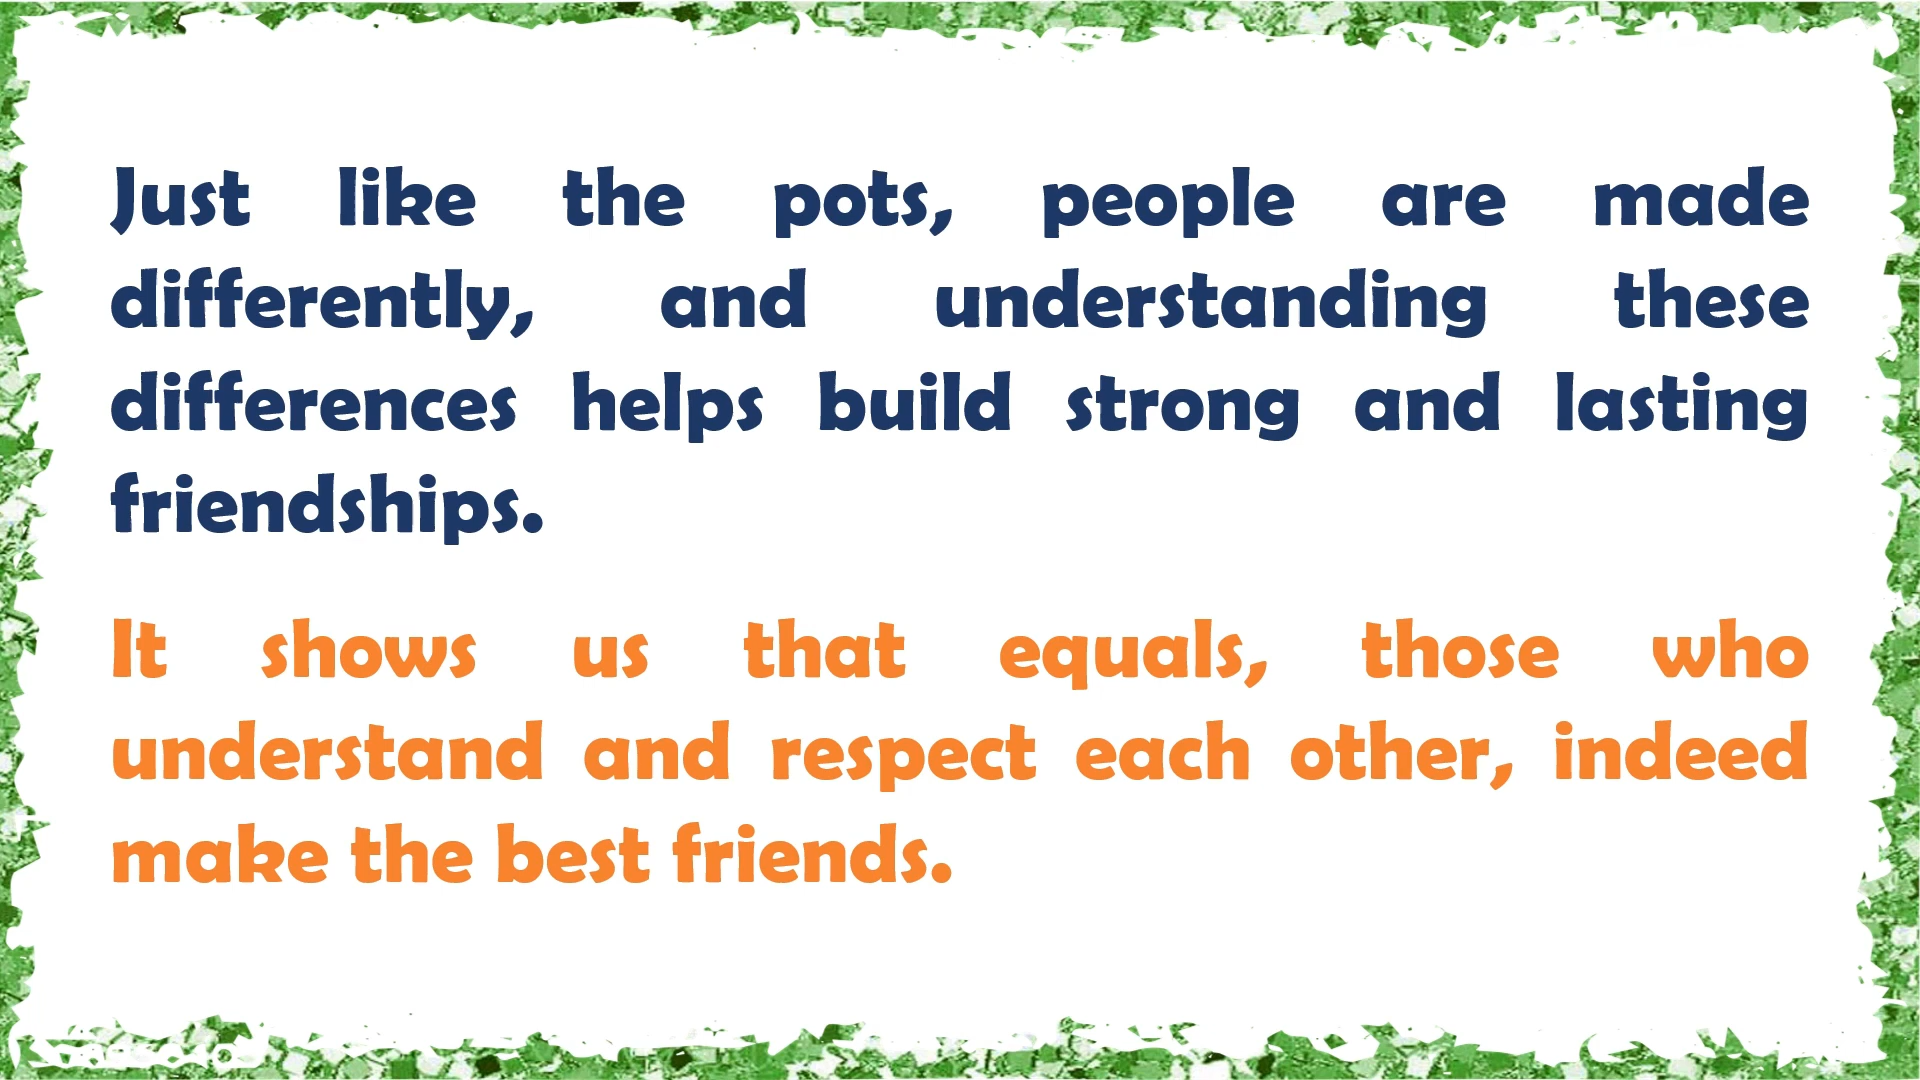 Just like the pots, people are made
differently, and understanding these
differences helps build strong and lasting
friendships.
It shows us that equals, those who
understand and respect each other, indeed
make the best friends.